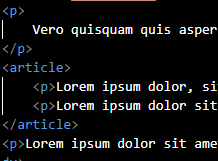 <p>
Vero quisquam quis asper
</p>
<article>
<p>Lorem ipsum dolor, si
<p>Lorem ipsum dolor sit
</article>
<p>Lorem ipsum dolor sit ame